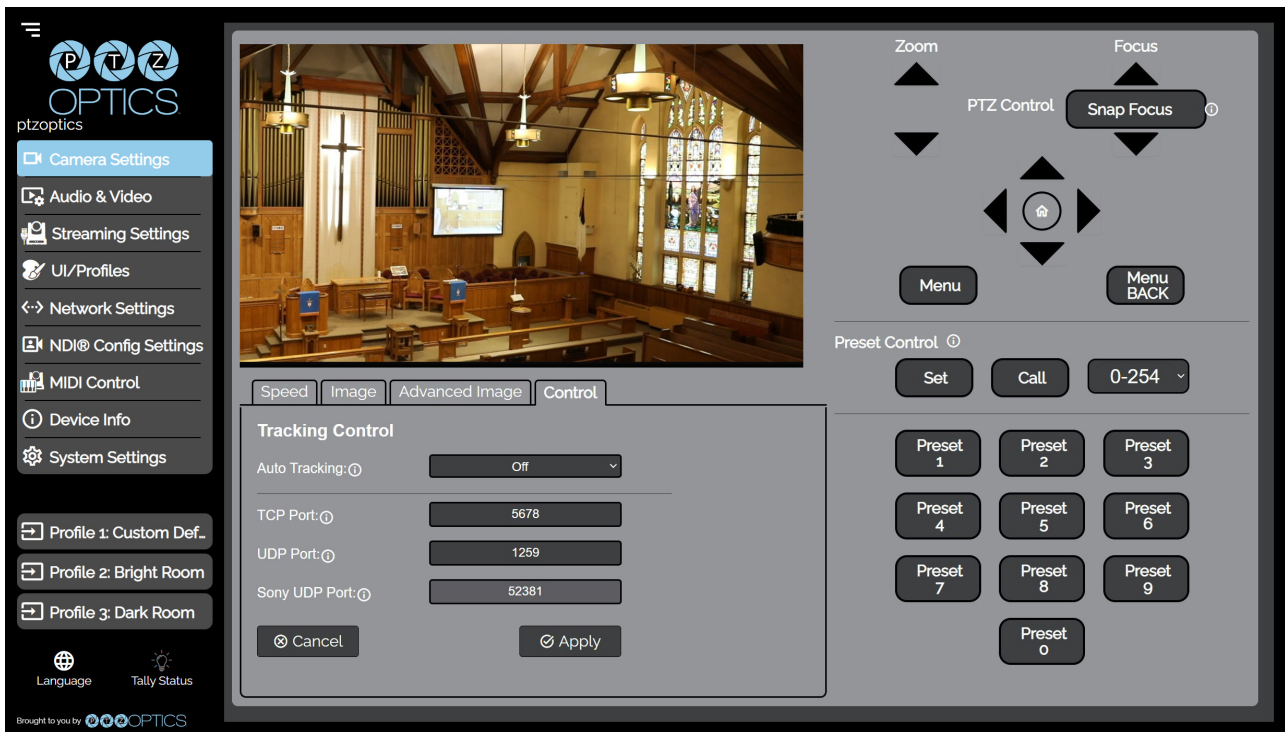 P T Z
OPTICS
ptzoptics
Camera Settings
Audio & Video
Streaming Settings
UI/Profiles
Network Settings
NDI® Config Settings
MIDI Control
Device Info
System Settings
Profile 1: Custom Def...
Profile 2: Bright Room
Profile 3: Dark Room
Language
Tally Status
Brought to you by PTZOPTICS
Speed
Image
Advanced Image
Control
Tracking Control
Auto Tracking:
Off
TCP Port:
5678
UDP Port:
1259
Sony UDP Port:
52381
Cancel
Apply
Zoom
Focus
PTZ Control
Snap Focus
Menu
Menu
BACK
Preset Control
Set
Call
0-254
Preset
1
Preset
2
Preset
3
Preset
4
Preset
5
Preset
6
Preset
7
Preset
8
Preset
9
Preset
0